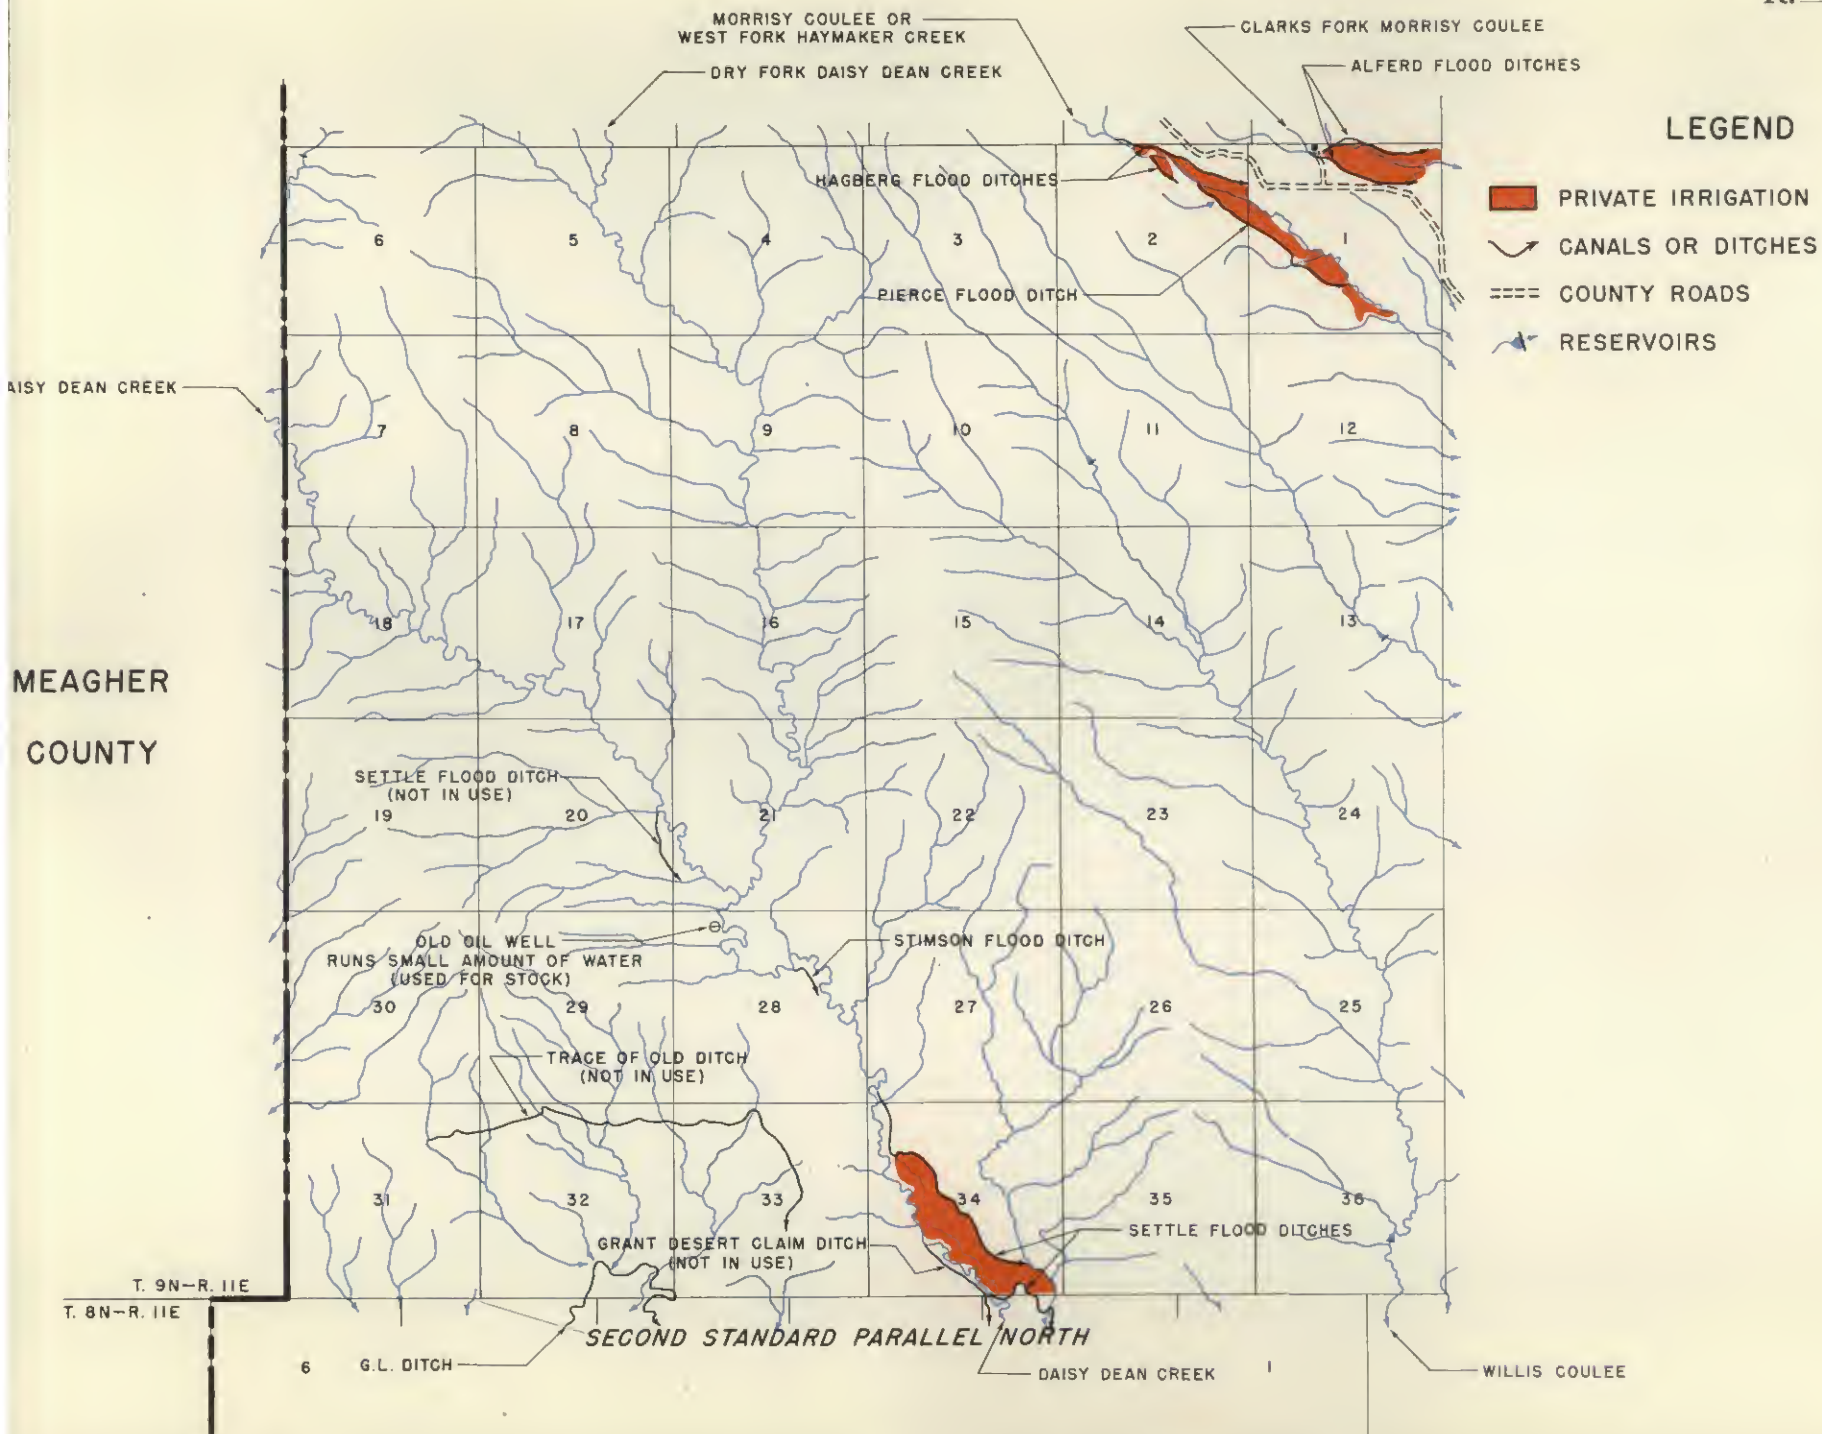 MORRISY COULEE OR
WEST FORK HAYMAKER CREEK
CLARKS FORK MORRISY COULEE
DRY FORK DAISY DEAN CREEK
ALFERD FLOOD DITCHES
LEGEND
PRIVATE IRRIGATION
CANALS OR DITCHES
COUNTY ROADS
RESERVOIRS
HAGBERG FLOOD DITCHES
6 5 4 3 2 1
PIERCE FLOOD DITCH
AISY DEAN CREEK
7 8 9 10 11 12
18 17 16 15 14 13
MEAGHER
COUNTY
SETTLE FLOOD DITCH
(NOT IN USE)
19 20 21 22 23 24
OLD OIL WELL
RUNS SMALL AMOUNT OF WATER
(USED FOR STOCK)
STIMSON FLOOD DITCH
30 29 28 27 26 25
TRACE OF OLD DITCH
(NOT IN USE)
31 32 33 34 35 36
SETTLE FLOOD DITCHES
GRANT DESERT CLAIM DITCH
(NOT IN USE)
T. 9N-R. 11E
T. 8N-R. 11E
SECOND STANDARD PARALLEL NORTH
6 G.L. DITCH
DAISY DEAN CREEK
1
WILLIS COULEE